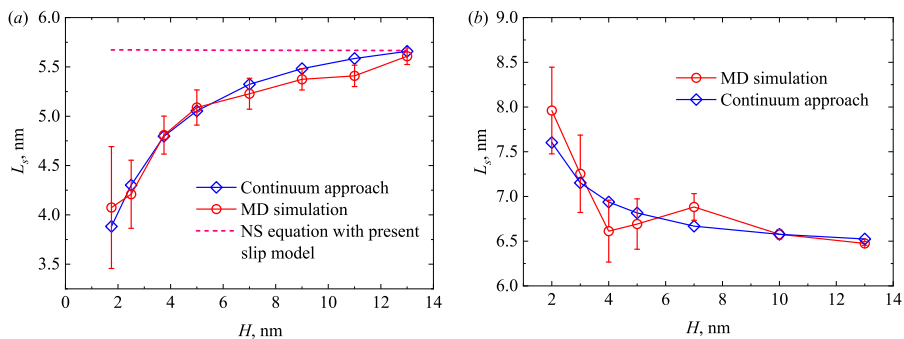 (a)
6.0
5.5
5.0
4.5
4.0
3.5
L_s, nm
Continuum approach
MD simulation
NS equation with present
slip model
0 2 4 6 8 10 12 14
H, nm
(b)
9.0
8.5
8.0
7.5
7.0
6.5
6.0
L_s, nm
MD simulation
Continuum approach
2 4 6 8 10 12 14
H, nm